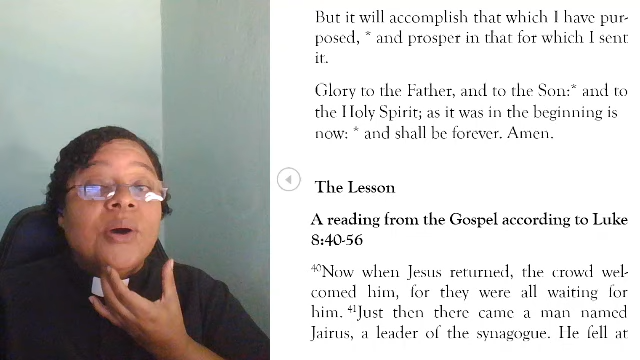 But it will accomplish that which I have pur-
posed, * and prosper in that for which I sent
it.
Glory to the Father, and to the Son:* and to
the Holy Spirit; as it was in the beginning is
now: * and shall be forever. Amen.
The Lesson
A reading from the Gospel according to Luke
8:40-56
⁴⁰Now when Jesus returned, the crowd wel-
comed him, for they were all waiting for
him. ⁴¹Just then there came a man named
Jairus, a leader of the synagogue. He fell at